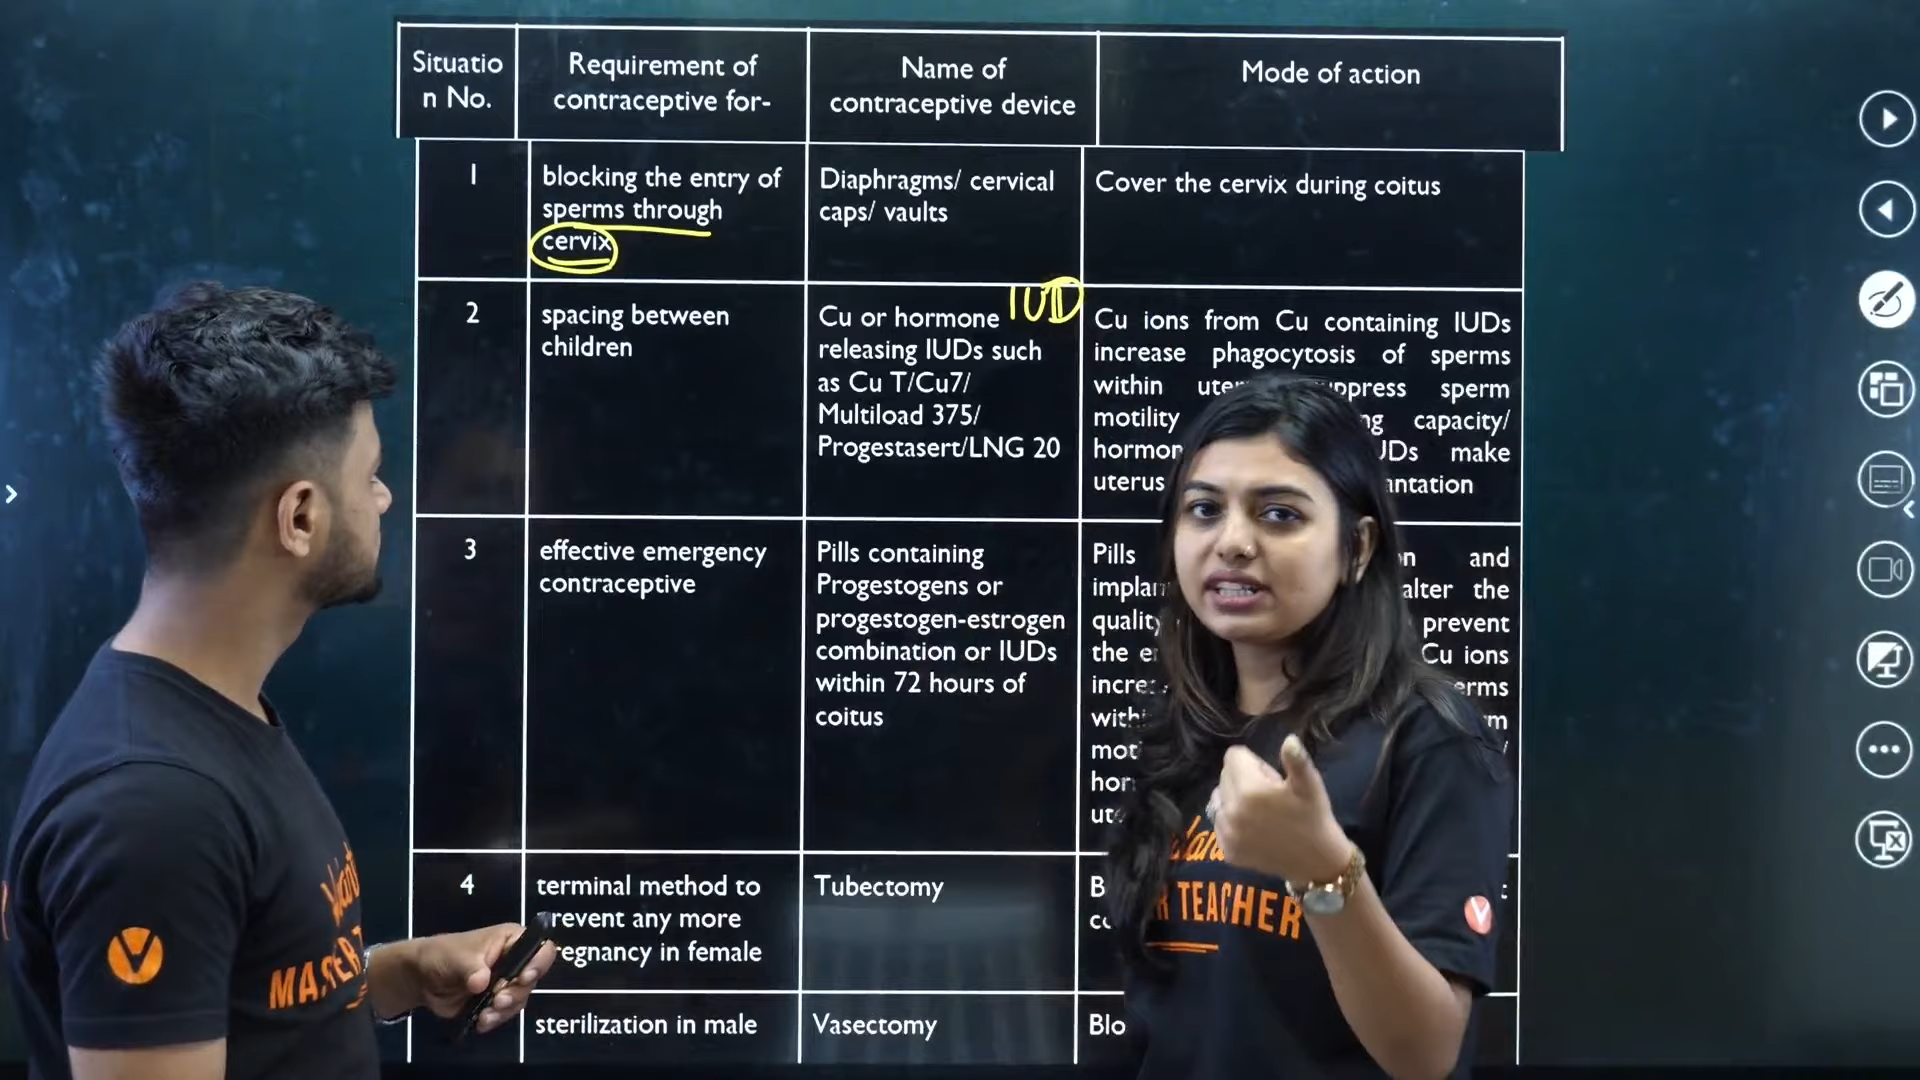 Situatio
n No.
Requirement of
contraceptive for-
Name of
contraceptive device
Mode of action
1
blocking the entry of
sperms through
cervix
Diaphragms/ cervical
caps/ vaults
Cover the cervix during coitus
2
spacing between
children
IUD
Cu or hormone
releasing IUDs such
as Cu T/Cu7/
Multiload 375/
Progestasert/LNG 20
Cu ions from Cu containing IUDs
increase phagocytosis of sperms
within
sperm
motility capacity/
make
uterus
3
effective emergency
contraceptive
Pills containing
Progestogens or
progestogen-estrogen
combination or IUDs
within 72 hours of
coitus
Pills and
alter the
prevent
the Cu ions
4
terminal method to
any more
in female
Tubectomy
sterilization in male
Vasectomy
TEACHER